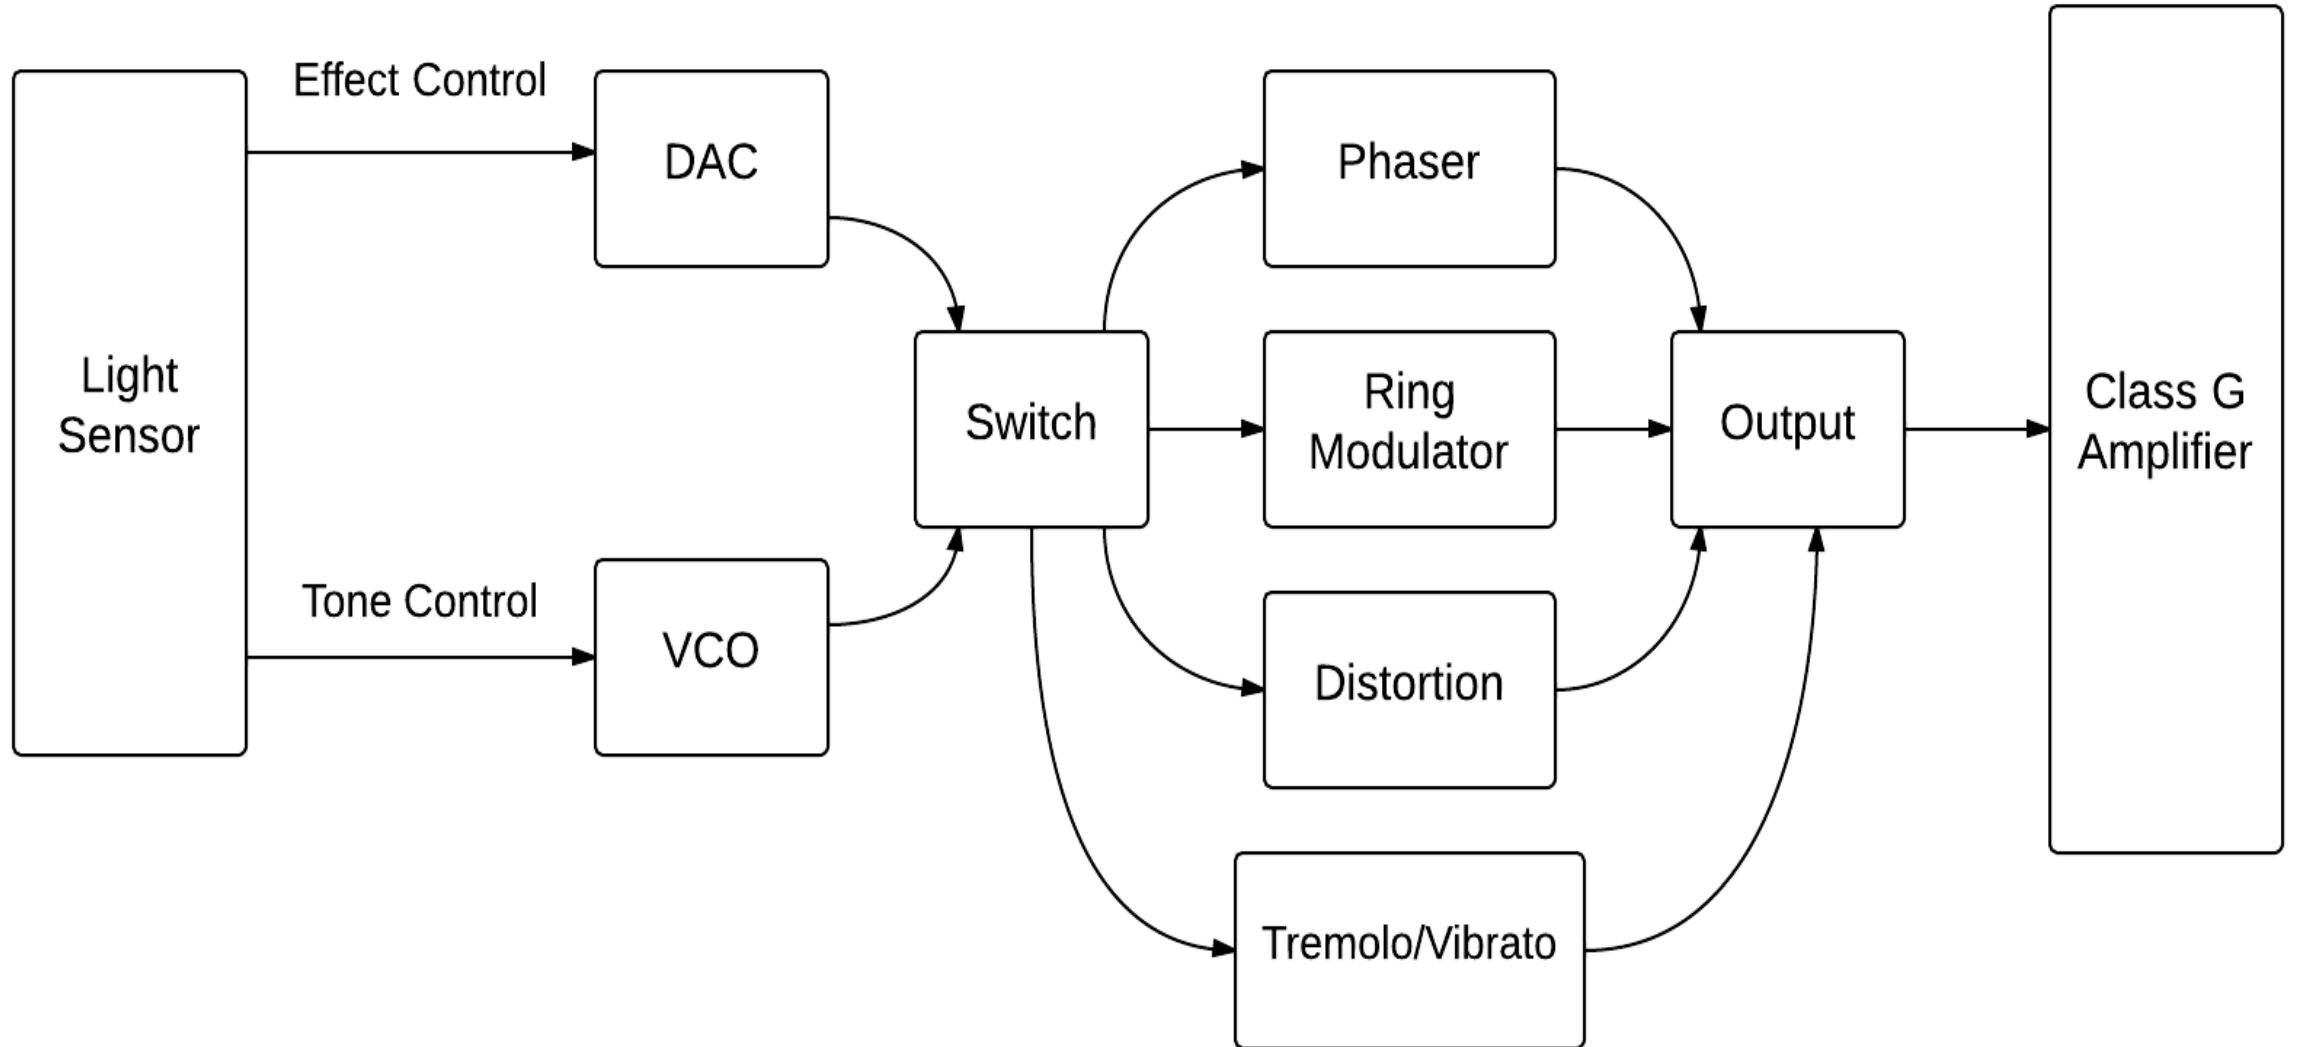 Effect Control
DAC
Phaser
Light
Sensor
Switch
Ring
Modulator
Output
Class G
Amplifier
Tone Control
VCO
Distortion
Tremolo/Vibrato